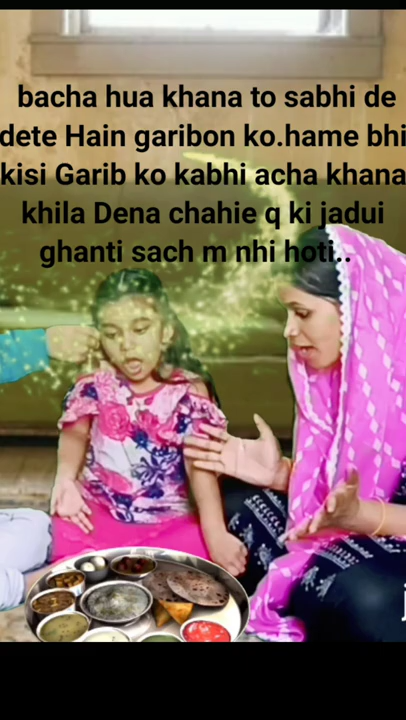 bacha hua khana to sabhi de
dete Hain garibon ko.hame bhi
kisi Garib ko kabhi acha khana
khila Dena chahie q ki jadui
ghanti sach m nhi hoti..